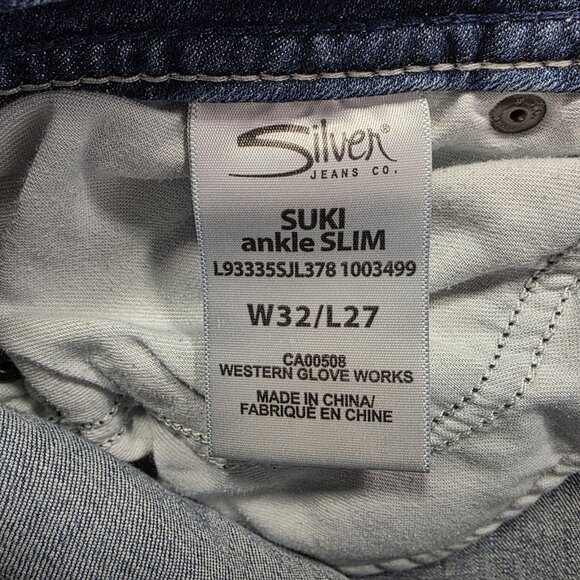 Silver®
JEANS CO.
SUKI
ankle SLIM
L93335SJL378 1003499
W32/L27
CA00508
WESTERN GLOVE WORKS
MADE IN CHINA/
FABRIQUÉ EN CHINE